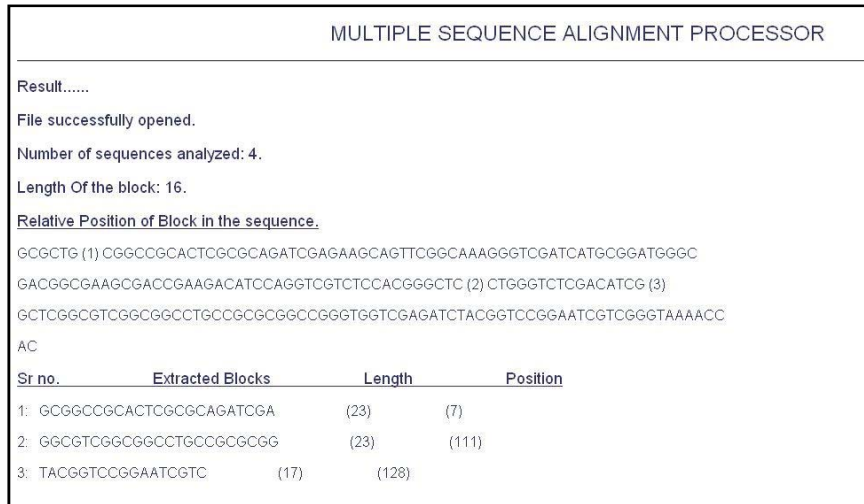 MULTIPLE SEQUENCE ALIGNMENT PROCESSOR
Result......
File successfully opened.
Number of sequences analyzed: 4.
Length Of the block: 16.
Relative Position of Block in the sequence.
GCGCTG (1) CGGCCGCACTCGCGCAGATCGAGAAGCAGTTCGGCAAAGGGTCGATCATGCGGATGGGC
GACGGCGAAGCGACCGAAGACATCCAGGTCGTCTCCACGGGCTC (2) CTGGGTCTCGACATCG (3)
GCTCGGCGTCGGCGGCCTGCCGCGCGGCCGGGTGGTCGAGATCTACGGTCCGGAATCGTCGGGTAAAACC
AC
Sr no. Extracted Blocks Length Position
1: GCGGCCGCACTCGCGCAGATCGA (23) (7)
2: GGCGTCGGCGGCCTGCCGCGCGG (23) (111)
3: TACGGTCCGGAATCGTC (17) (128)